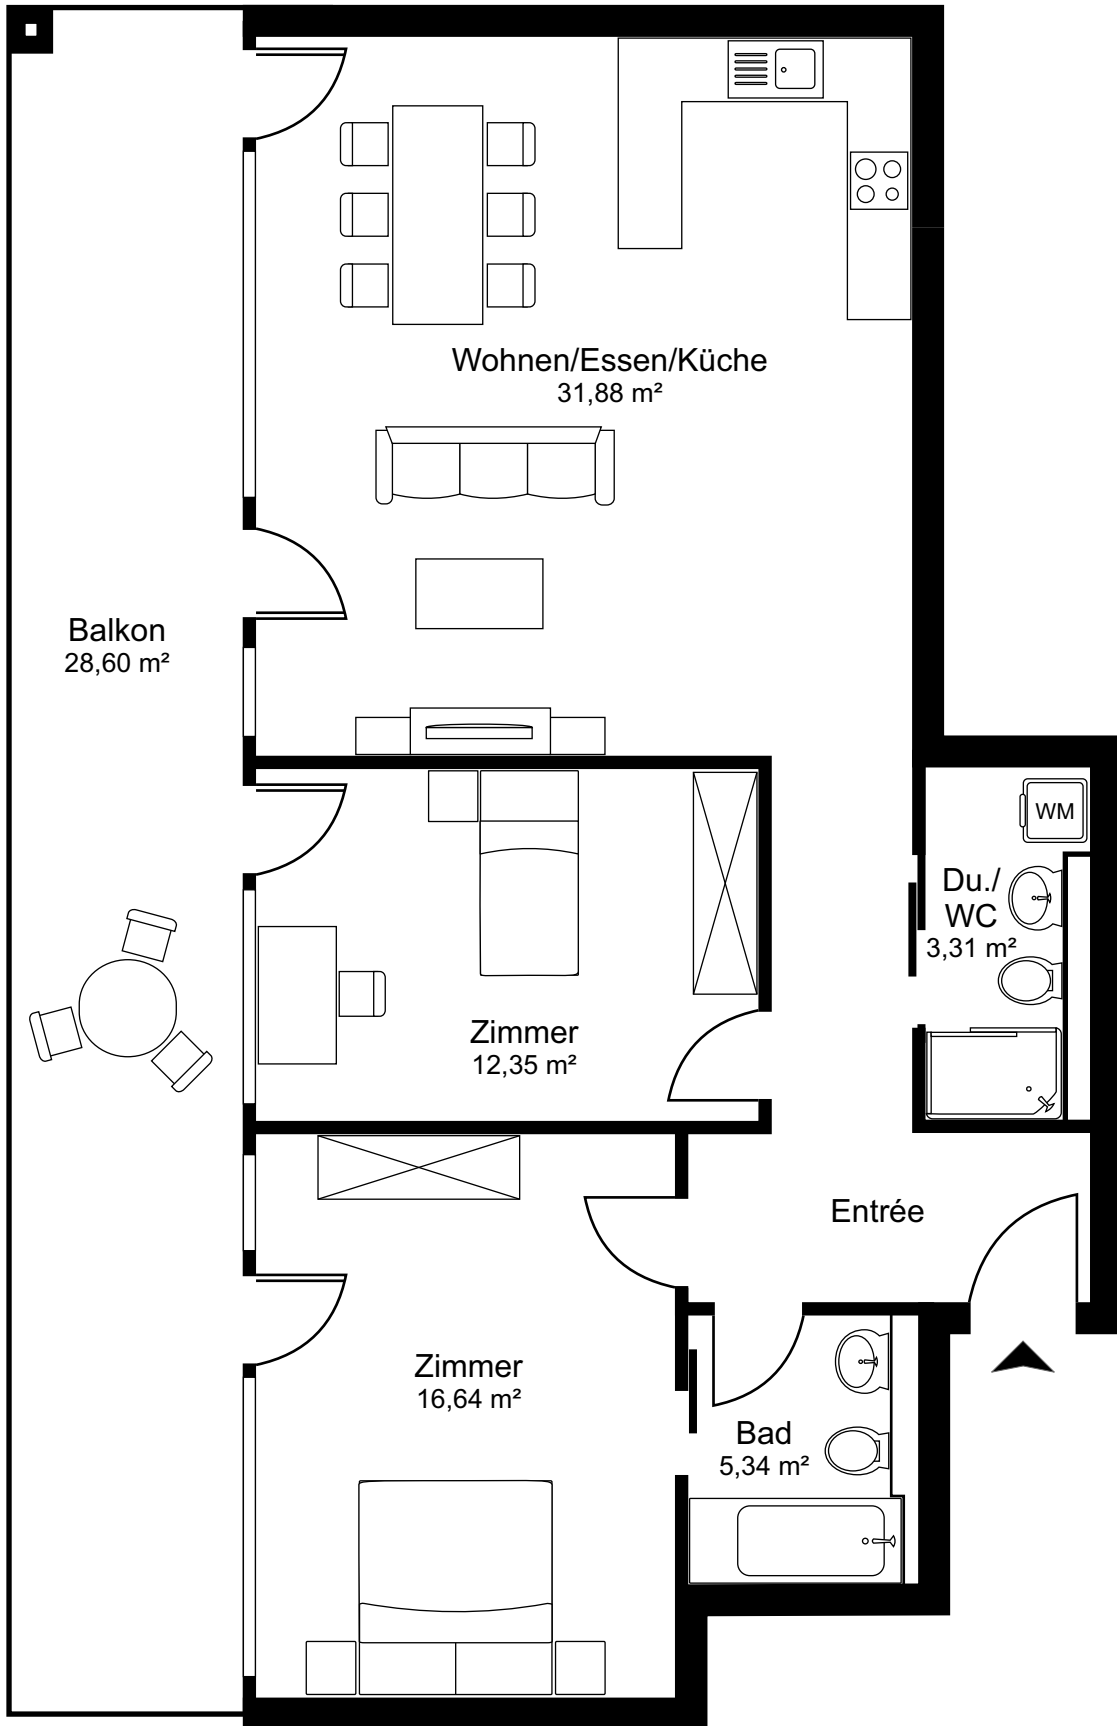 Wohnen/Essen/Küche
31,88 m²
Balkon
28,60 m²
WM
Du./
WC
3,31 m²
Zimmer
12,35 m²
Entrée
Zimmer
16,64 m²
Bad
5,34 m²